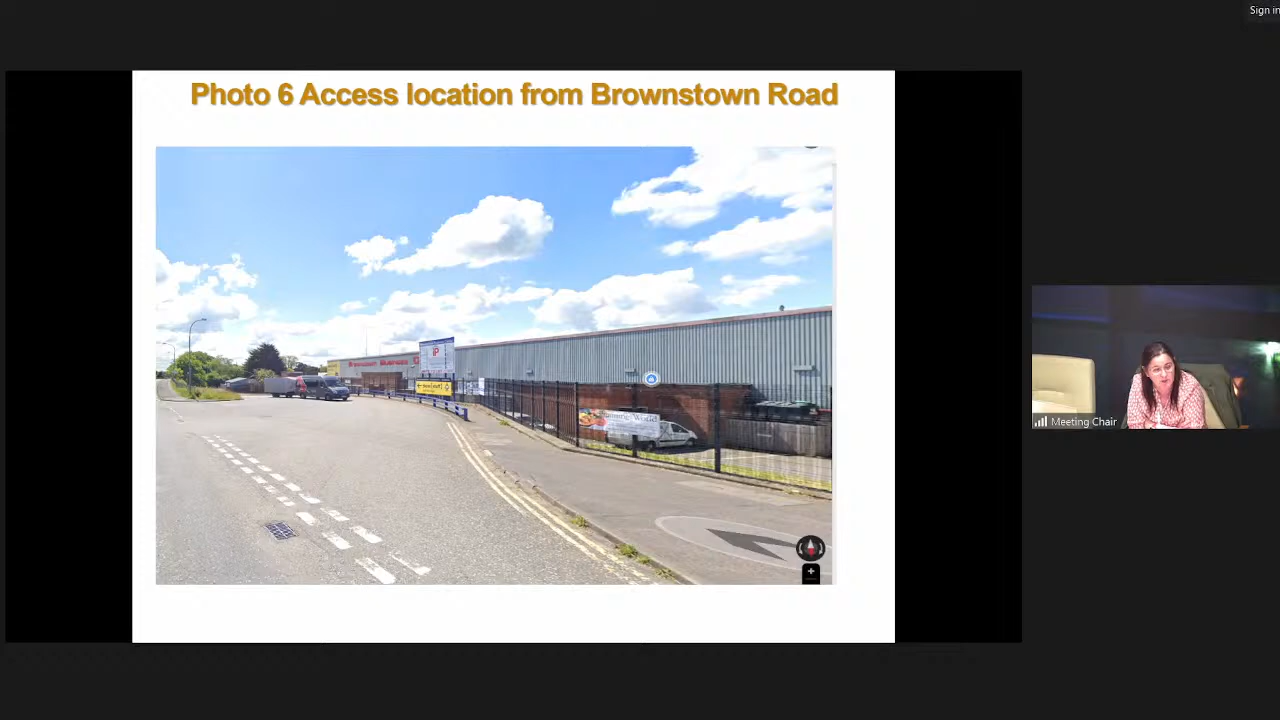 Sign in
Photo 6 Access location from Brownstown Road
Meeting Chair